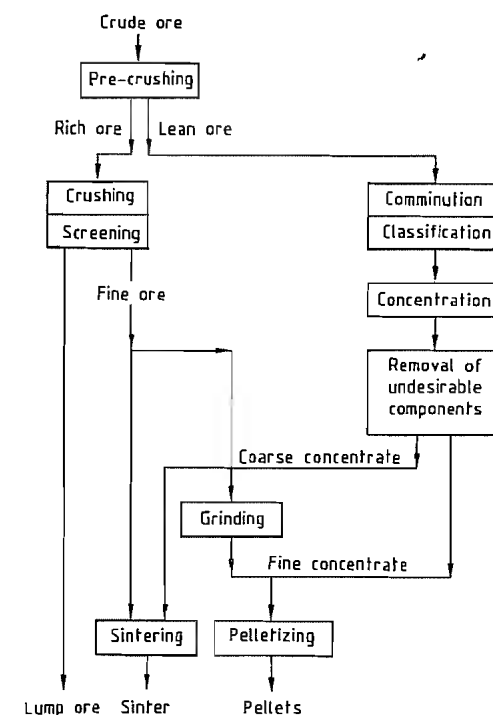 Crude ore
Pre-crushing
Rich ore
Lean ore
Crushing
Screening
Comminution
Classification
Fine ore
Concentration
Removal of
undesirable
components
Coarse concentrate
Grinding
Fine concentrate
Sintering
Pelletizing
Lump ore
Sinter
Pellets